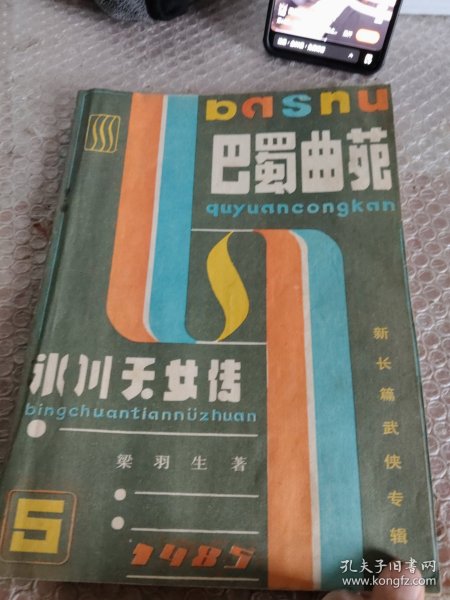 basnu
巴蜀曲苑
quyuancongkan
新长篇武侠专辑
冰川天女传
bingchuantiannüzhuan
梁羽生著
5
1985
孔夫子旧书网
www.kongfz.com